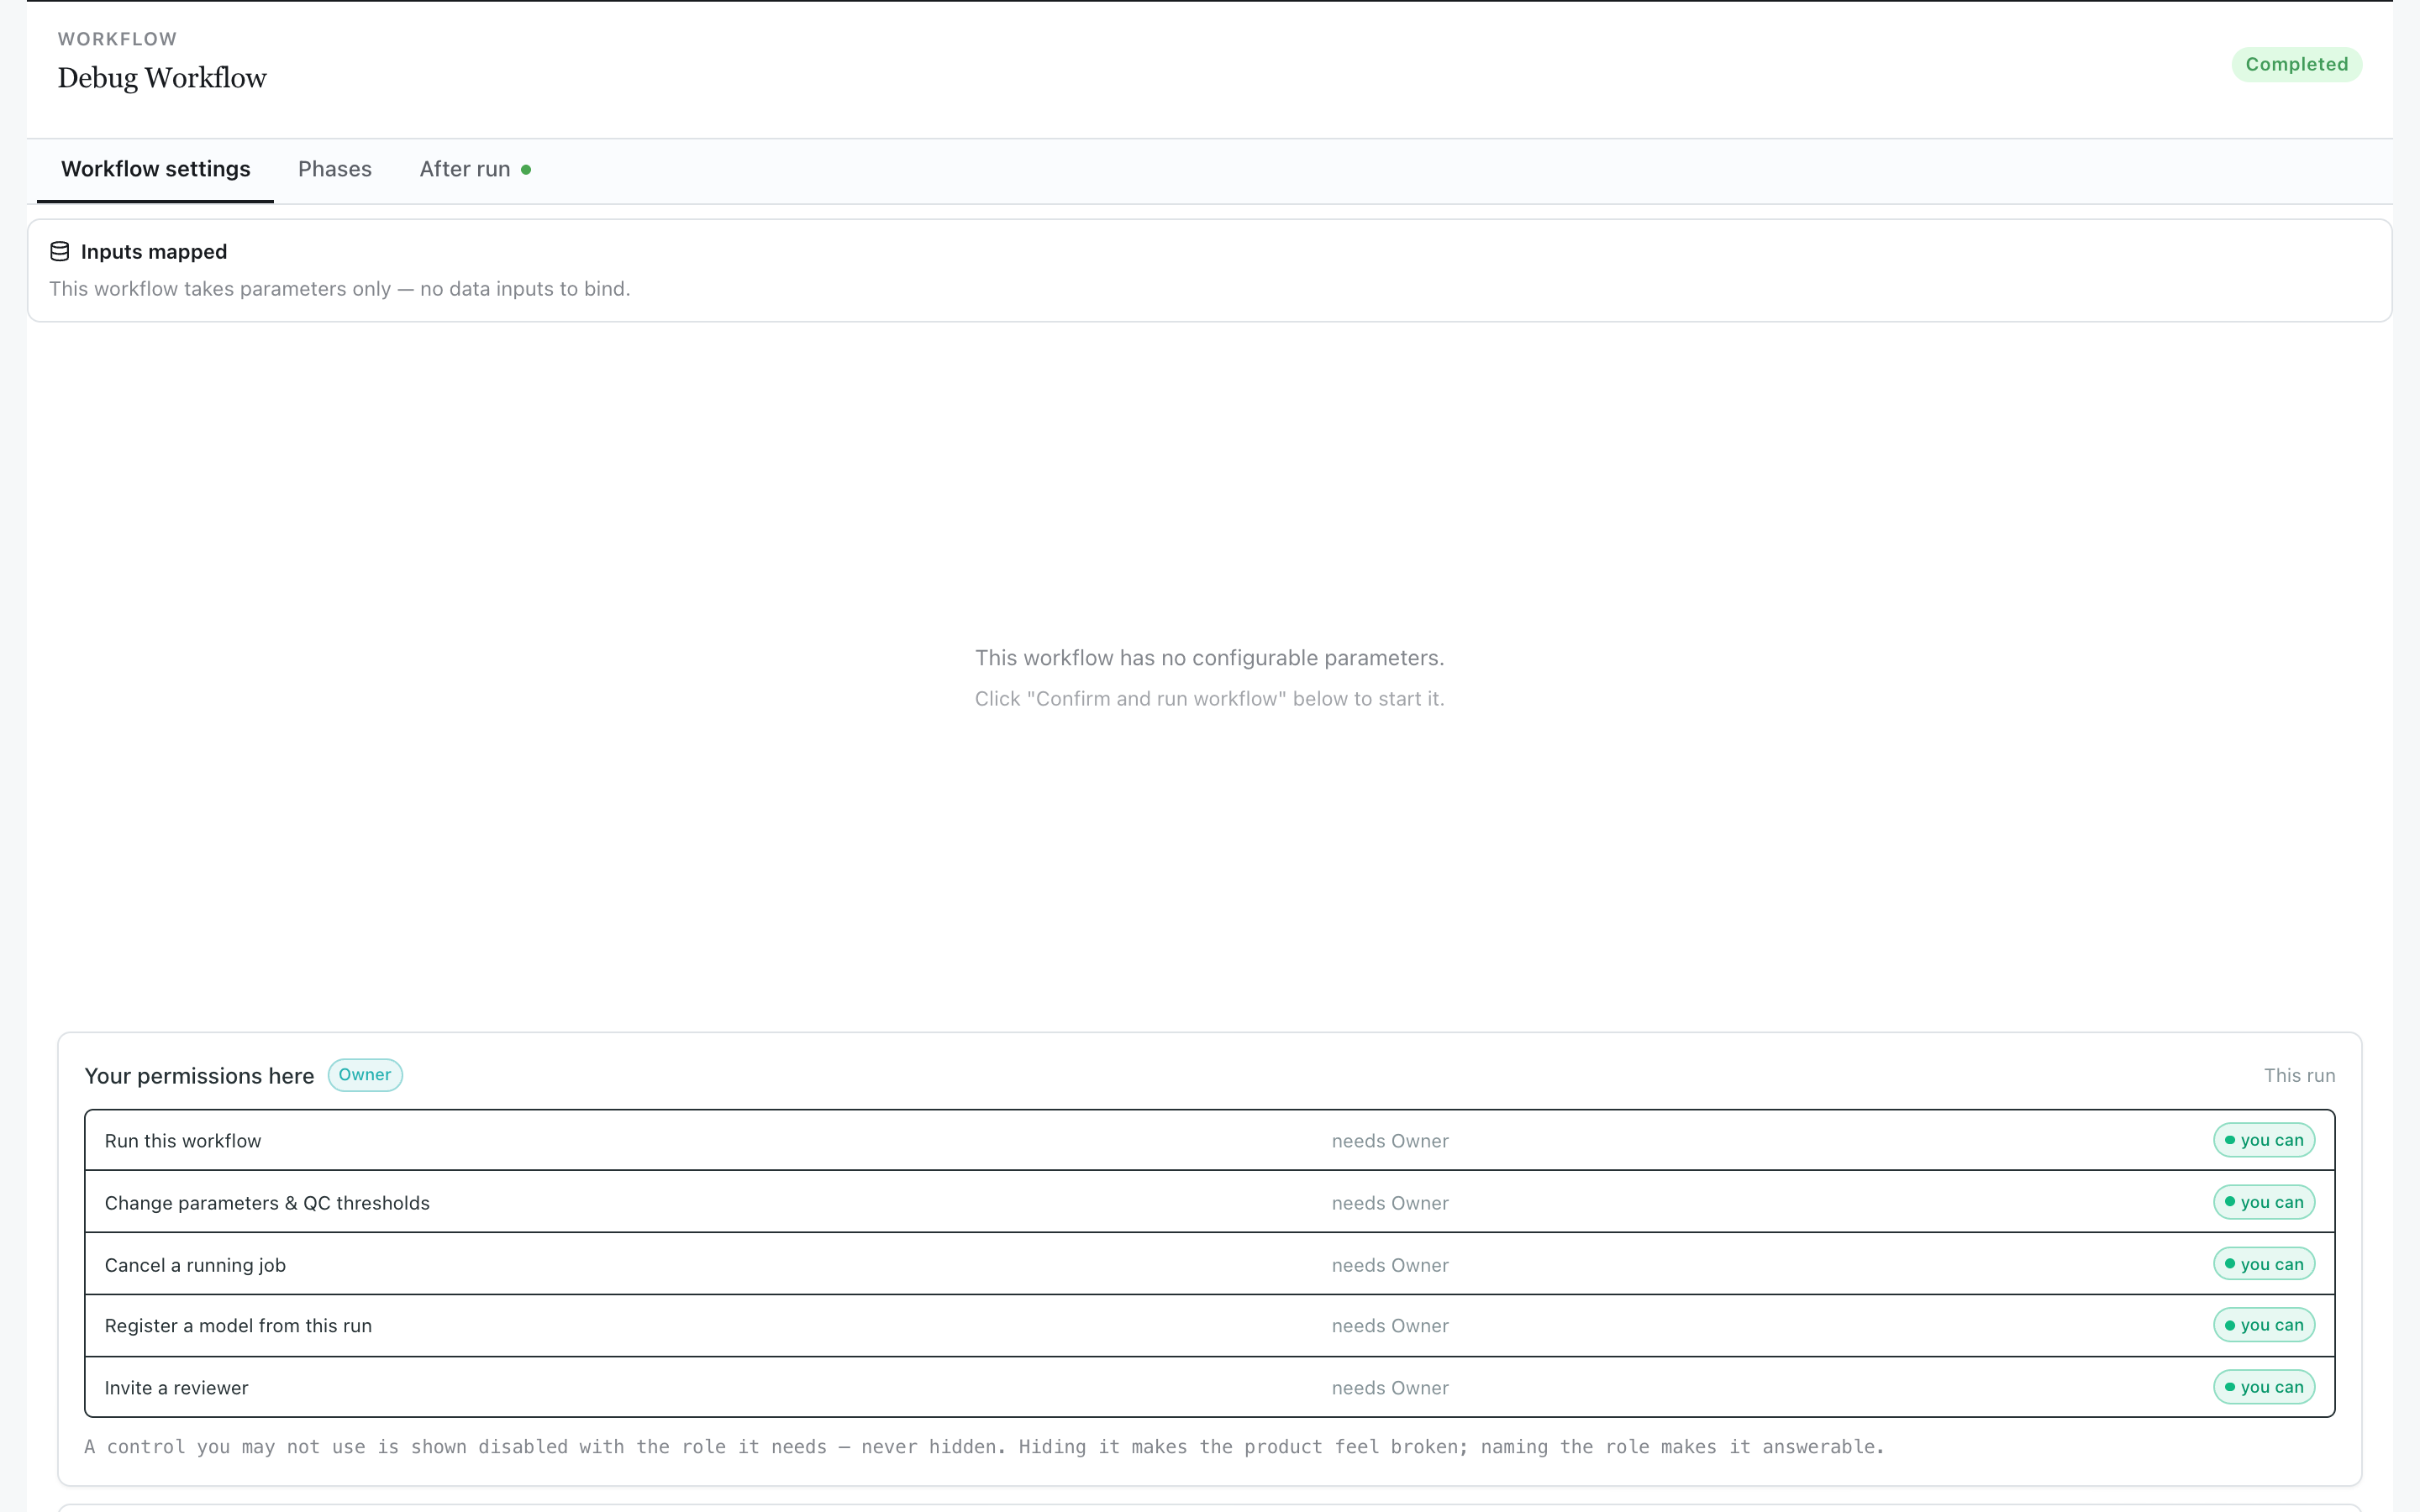 WORKFLOW
Debug Workflow
Completed
Workflow settings
Phases
After run
Inputs mapped
This workflow takes parameters only — no data inputs to bind.
This workflow has no configurable parameters.
Click "Confirm and run workflow" below to start it.
Your permissions here
Owner
This run
Run this workflow
needs Owner
you can
Change parameters & QC thresholds
needs Owner
you can
Cancel a running job
needs Owner
you can
Register a model from this run
needs Owner
you can
Invite a reviewer
needs Owner
you can
A control you may not use is shown disabled with the role it needs — never hidden. Hiding it makes the product feel broken; naming the role makes it answerable.